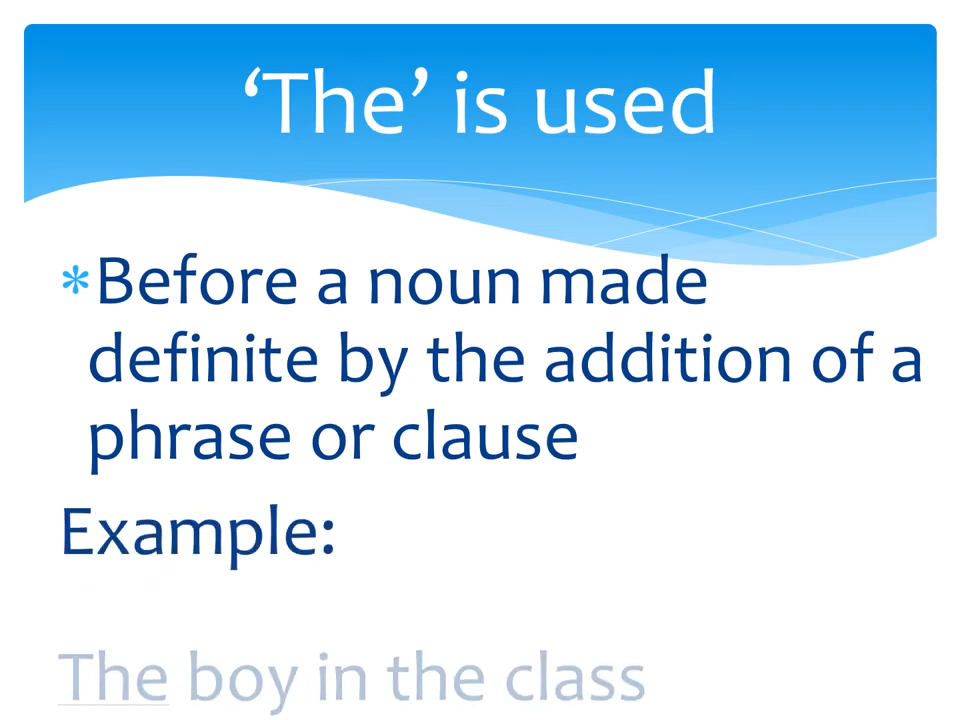 ‘The’ is used
*Before a noun made
definite by the addition of a
phrase or clause
Example:
The boy in the class